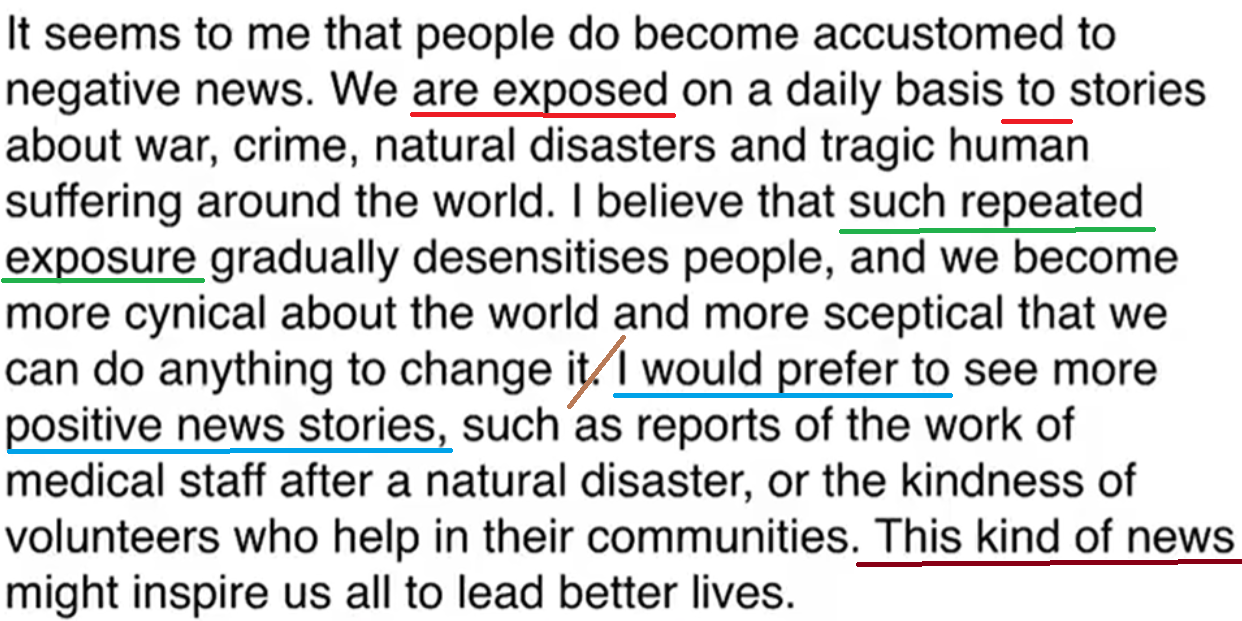 It seems to me that people do become accustomed to
negative news. We are exposed on a daily basis to stories
about war, crime, natural disasters and tragic human
suffering around the world. I believe that such repeated
exposure gradually desensitises people, and we become
more cynical about the world and more sceptical that we
can do anything to change it. I would prefer to see more
positive news stories, such as reports of the work of
medical staff after a natural disaster, or the kindness of
volunteers who help in their communities. This kind of news
might inspire us all to lead better lives.